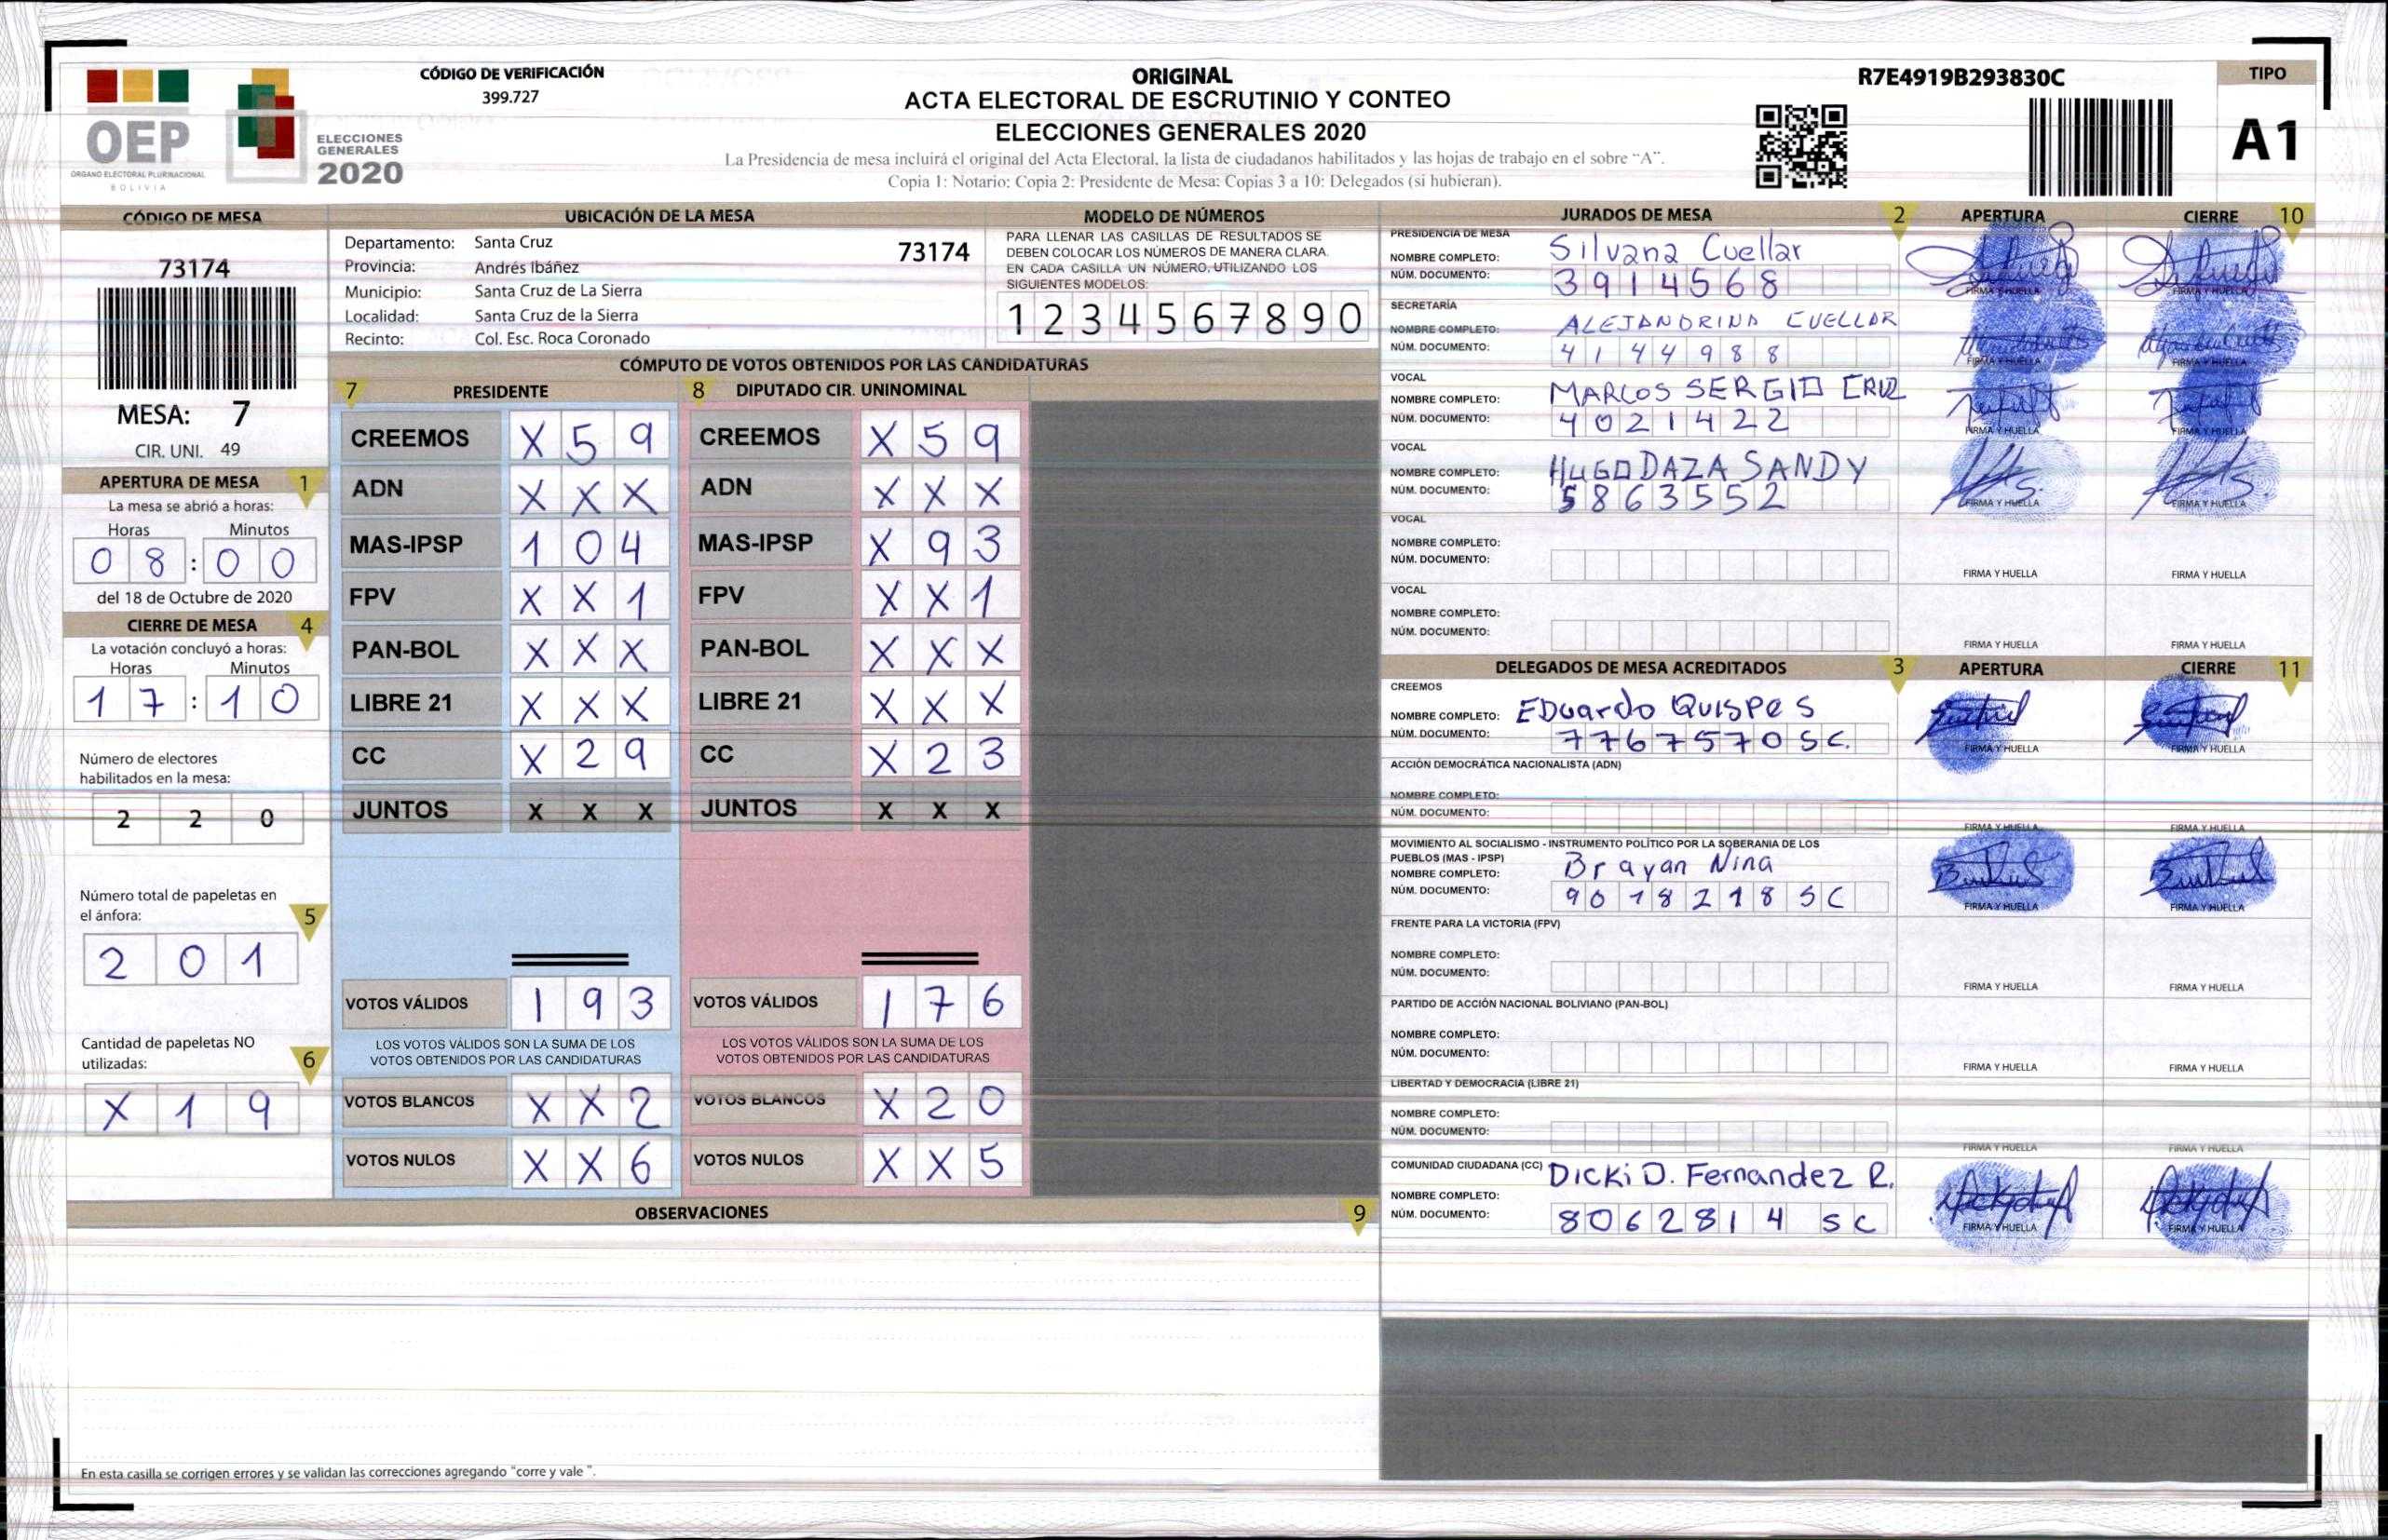 CÓDIGO DE VERIFICACIÓN
399.727
OEP
ÓRGANO ELECTORAL PLURINACIONAL
BOLIVIA
ELECCIONES
GENERALES
2020
ORIGINAL
ACTA ELECTORAL DE ESCRUTINIO Y CONTEO
ELECCIONES GENERALES 2020
La Presidencia de mesa incluirá el original del Acta Electoral, la lista de ciudadanos habilitados y las hojas de trabajo en el sobre “A”.
Copia 1: Notario: Copia 2: Presidente de Mesa: Copias 3 a 10: Delegados (si hubieran).
R7E4919B293830C
TIPO
A1
CÓDIGO DE MESA
73174
MESA: 7
CIR. UNI. 49
APERTURA DE MESA 1
La mesa se abrió a horas:
Horas Minutos
0 8 : 0 0
del 18 de Octubre de 2020
CIERRE DE MESA 4
La votación concluyó a horas:
Horas Minutos
1 7 : 1 0
Número de electores
habilitados en la mesa:
2 2 0
Número total de papeletas en
el ánfora: 5
2 0 1
Cantidad de papeletas NO
utilizadas: 6
X 1 9
UBICACIÓN DE LA MESA
Departamento: Santa Cruz 73174
Provincia: Andrés Ibáñez
Municipio: Santa Cruz de La Sierra
Localidad: Santa Cruz de la Sierra
Recinto: Col. Esc. Roca Coronado
MODELO DE NÚMEROS
PARA LLENAR LAS CASILLAS DE RESULTADOS SE
DEBEN COLOCAR LOS NÚMEROS DE MANERA CLARA.
EN CADA CASILLA UN NÚMERO, UTILIZANDO LOS
SIGUIENTES MODELOS:
1 2 3 4 5 6 7 8 9 0
CÓMPUTO DE VOTOS OBTENIDOS POR LAS CANDIDATURAS
7 PRESIDENTE 8 DIPUTADO CIR. UNINOMINAL
CREEMOS X 5 9 CREEMOS X 5 9
ADN X X X ADN X X X
MAS-IPSP 1 0 4 MAS-IPSP X 9 3
FPV X X 1 FPV X X 1
PAN-BOL X X X PAN-BOL X X X
LIBRE 21 X X X LIBRE 21 X X X
CC X 2 9 CC X 2 3
JUNTOS X X X JUNTOS X X X
VOTOS VÁLIDOS 1 9 3 VOTOS VÁLIDOS 1 7 6
LOS VOTOS VÁLIDOS SON LA SUMA DE LOS LOS VOTOS VÁLIDOS SON LA SUMA DE LOS
VOTOS OBTENIDOS POR LAS CANDIDATURAS VOTOS OBTENIDOS POR LAS CANDIDATURAS
VOTOS BLANCOS X X 2 VOTOS BLANCOS X 2 0
VOTOS NULOS X X 6 VOTOS NULOS X X 5
OBSERVACIONES 9
En esta casilla se corrigen errores y se validan las correcciones agregando “corre y vale ”.
JURADOS DE MESA 2 APERTURA CIERRE 10
PRESIDENCIA DE MESA
NOMBRE COMPLETO: Silvana Cuellar
NÚM. DOCUMENTO: 3914568
FIRMA Y HUELLA FIRMA Y HUELLA
SECRETARÍA
NOMBRE COMPLETO: ALEJANDRINA CUELLAR
NÚM. DOCUMENTO: 4144988
FIRMA Y HUELLA FIRMA Y HUELLA
VOCAL
NOMBRE COMPLETO: MARCOS SERGIO CRUZ
NÚM. DOCUMENTO: 4021422
FIRMA Y HUELLA FIRMA Y HUELLA
VOCAL
NOMBRE COMPLETO: HUGO DAZA SANDY
NÚM. DOCUMENTO: 5863552
FIRMA Y HUELLA FIRMA Y HUELLA
VOCAL
NOMBRE COMPLETO:
NÚM. DOCUMENTO:
FIRMA Y HUELLA FIRMA Y HUELLA
VOCAL
NOMBRE COMPLETO:
NÚM. DOCUMENTO:
FIRMA Y HUELLA FIRMA Y HUELLA
DELEGADOS DE MESA ACREDITADOS 3 APERTURA CIERRE 11
CREEMOS
NOMBRE COMPLETO: EDuardo Quispe S
NÚM. DOCUMENTO: 7767570 SC.
FIRMA Y HUELLA FIRMA Y HUELLA
ACCIÓN DEMOCRÁTICA NACIONALISTA (ADN)
NOMBRE COMPLETO:
NÚM. DOCUMENTO:
FIRMA Y HUELLA FIRMA Y HUELLA
MOVIMIENTO AL SOCIALISMO - INSTRUMENTO POLÍTICO POR LA SOBERANIA DE LOS
PUEBLOS (MAS - IPSP)
NOMBRE COMPLETO: Brayan Nina
NÚM. DOCUMENTO: 9018218 SC
FIRMA Y HUELLA FIRMA Y HUELLA
FRENTE PARA LA VICTORIA (FPV)
NOMBRE COMPLETO:
NÚM. DOCUMENTO:
FIRMA Y HUELLA FIRMA Y HUELLA
PARTIDO DE ACCIÓN NACIONAL BOLIVIANO (PAN-BOL)
NOMBRE COMPLETO:
NÚM. DOCUMENTO:
FIRMA Y HUELLA FIRMA Y HUELLA
LIBERTAD Y DEMOCRACIA (LIBRE 21)
NOMBRE COMPLETO:
NÚM. DOCUMENTO:
FIRMA Y HUELLA FIRMA Y HUELLA
COMUNIDAD CIUDADANA (CC) Dicki D. Fernandez R.
NOMBRE COMPLETO:
NÚM. DOCUMENTO: 8062814 SC
FIRMA Y HUELLA FIRMA Y HUELLA